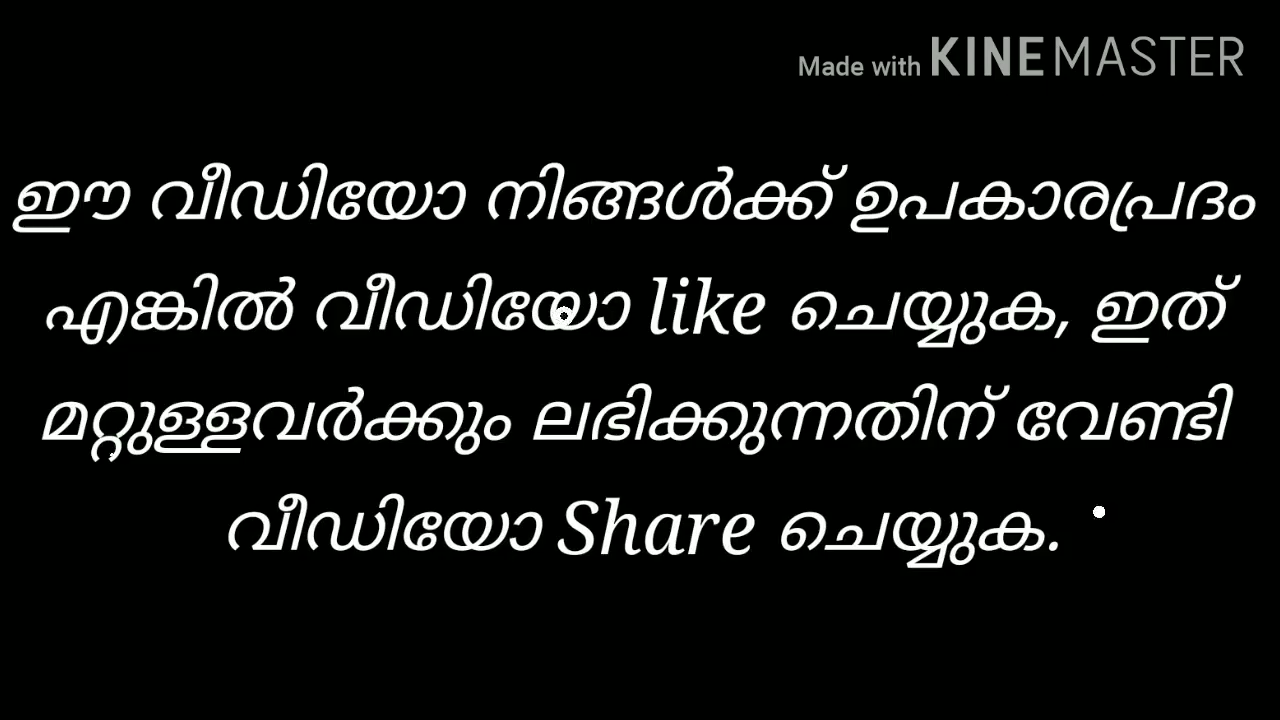 Made with KINEMASTER
ഈ വീഡിയോ നിങ്ങൾക്ക് ഉപകാരപ്രദം
എങ്കിൽ വീഡിയോ like ചെയ്യുക, ഇത്
മറ്റുള്ളവർക്കും ലഭിക്കുന്നതിന് വേണ്ടി
വീഡിയോ Share ചെയ്യുക.